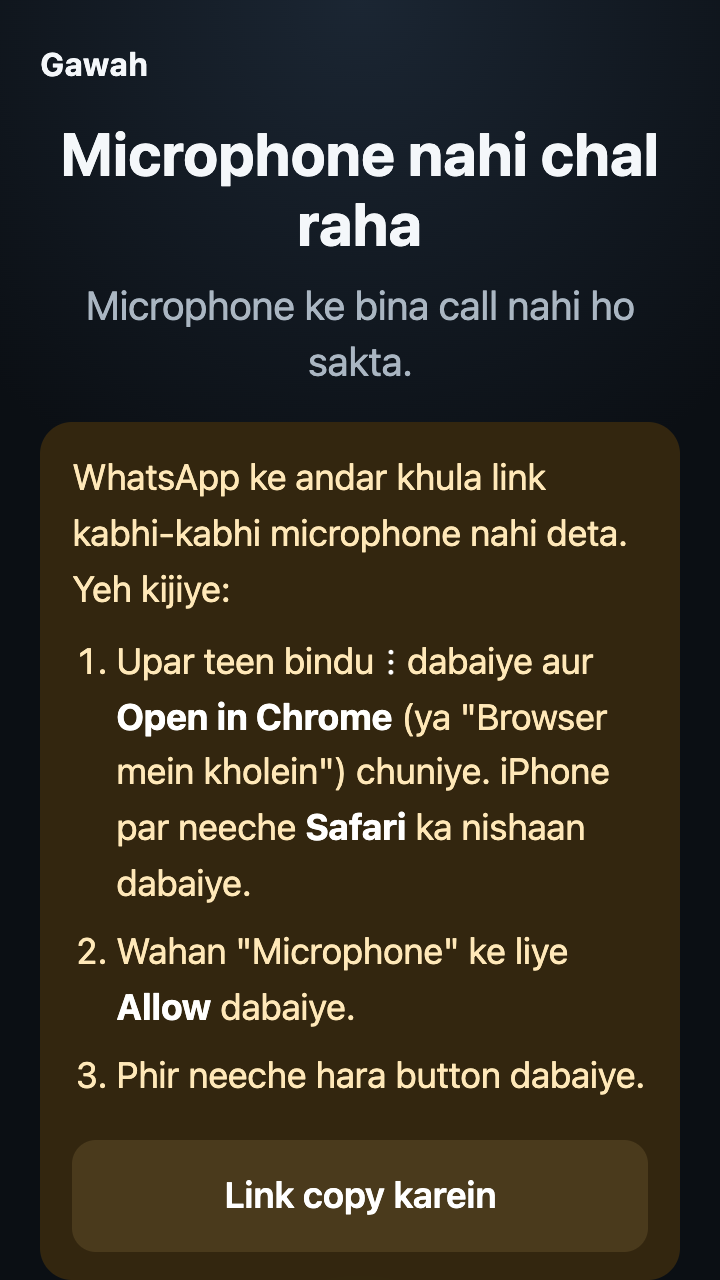 Gawah
Microphone nahi chal
raha
Microphone ke bina call nahi ho
sakta.
WhatsApp ke andar khula link
kabhi-kabhi microphone nahi deta.
Yeh kijiye:
1. Upar teen bindu ⋮ dabaiye aur
Open in Chrome (ya "Browser
mein kholein") chuniye. iPhone
par neeche Safari ka nishaan
dabaiye.
2. Wahan "Microphone" ke liye
Allow dabaiye.
3. Phir neeche hara button dabaiye.
Link copy karein